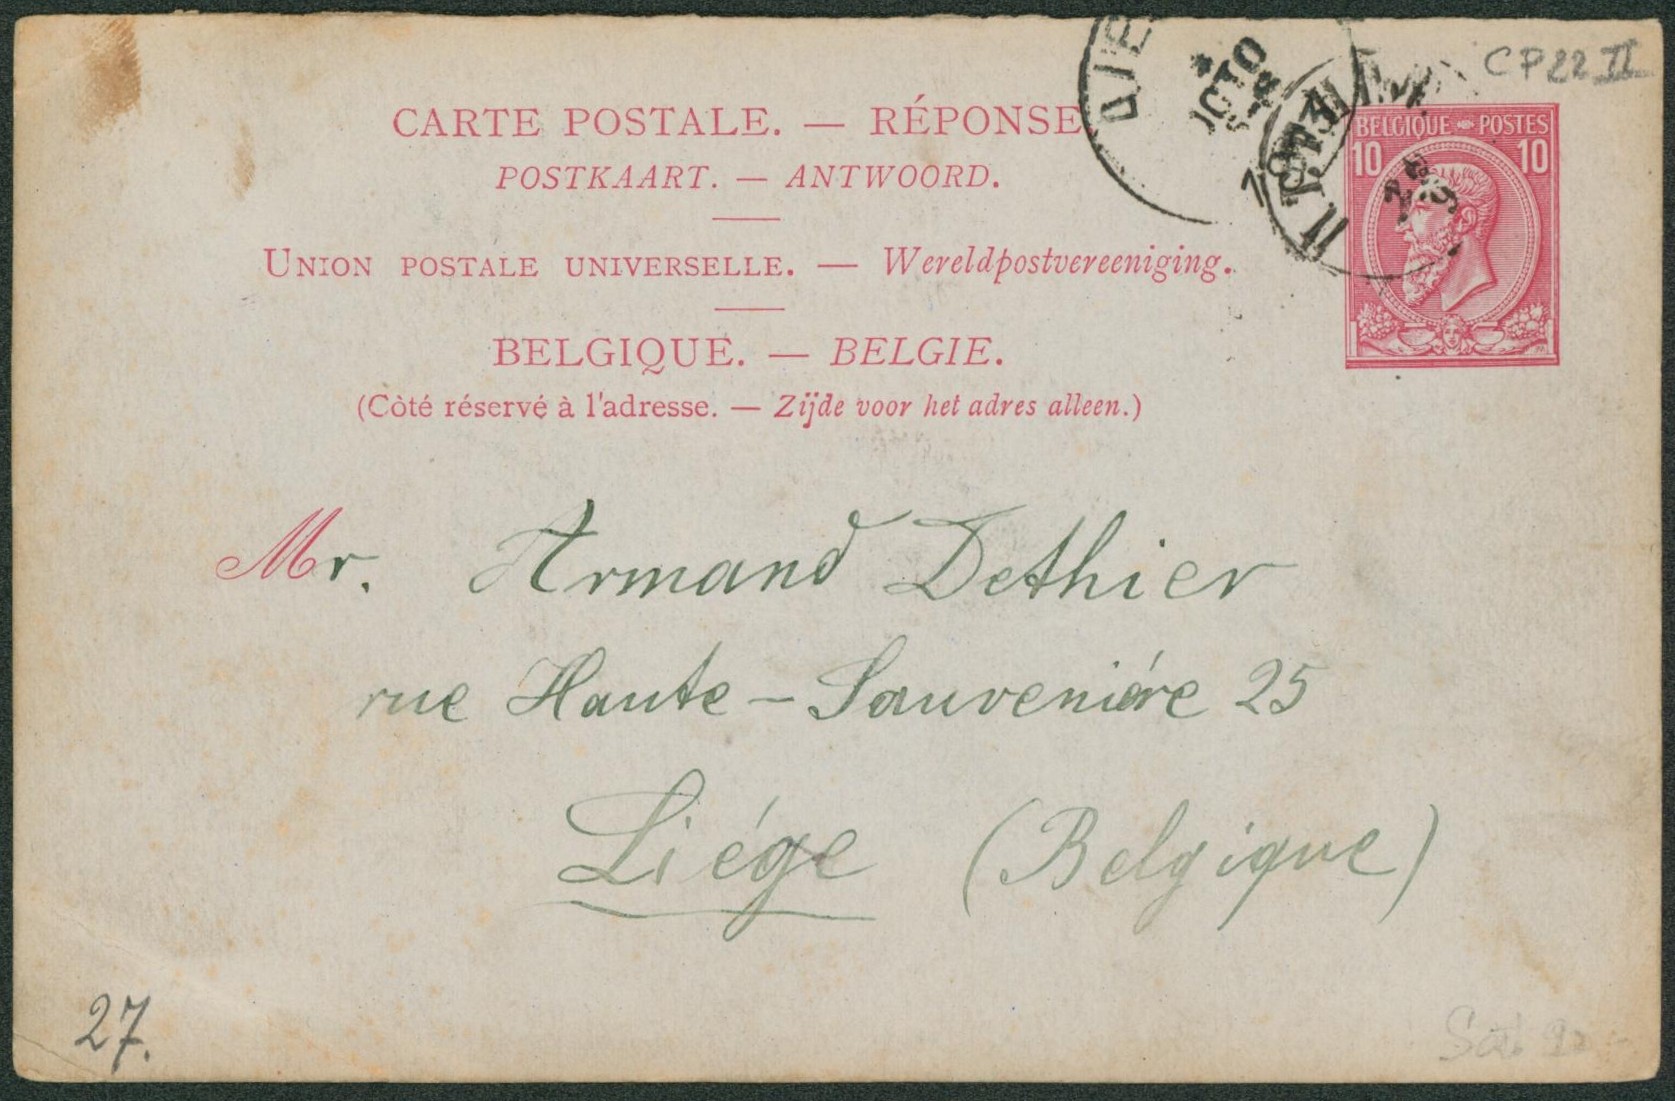 CP22 II
CARTE POSTALE. — RÉPONSE
POSTKAART. — ANTWOORD.
UNION POSTALE UNIVERSELLE. — Wereldpostvereeniging.
BELGIQUE. — BELGIE.
(Côté réservé à l'adresse. — Zijde voor het adres alleen.)
BELGIQUE POSTES
10 10
Mr. Armand Dethier
rue Haute - Sauveniére 25
Liége (Belgique)
27.